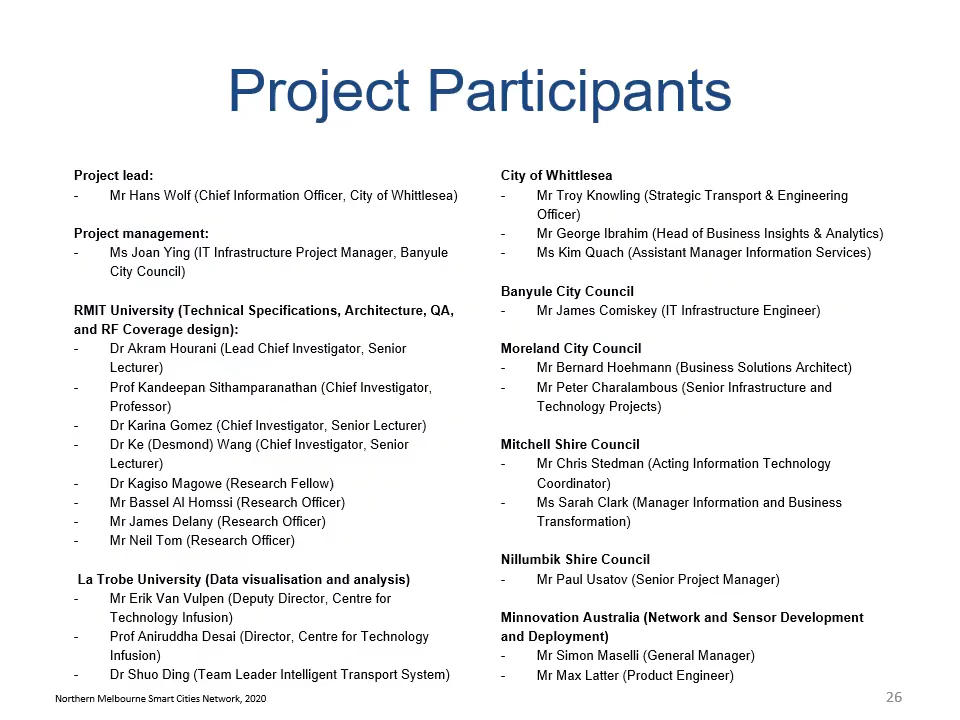 Project Participants
Project lead:
- Mr Hans Wolf (Chief Information Officer, City of Whittlesea)
Project management:
- Ms Joan Ying (IT Infrastructure Project Manager, Banyule
City Council)
RMIT University (Technical Specifications, Architecture, QA,
and RF Coverage design):
- Dr Akram Hourani (Lead Chief Investigator, Senior
Lecturer)
- Prof Kandeepan Sithamparanathan (Chief Investigator,
Professor)
- Dr Karina Gomez (Chief Investigator, Senior Lecturer)
- Dr Ke (Desmond) Wang (Chief Investigator, Senior
Lecturer)
- Dr Kagiso Magowe (Research Fellow)
- Mr Bassel Al Homssi (Research Officer)
- Mr James Delany (Research Officer)
- Mr Neil Tom (Research Officer)
La Trobe University (Data visualisation and analysis)
- Mr Erik Van Vulpen (Deputy Director, Centre for
Technology Infusion)
- Prof Aniruddha Desai (Director, Centre for Technology
Infusion)
- Dr Shuo Ding (Team Leader Intelligent Transport System)
City of Whittlesea
- Mr Troy Knowling (Strategic Transport & Engineering
Officer)
- Mr George Ibrahim (Head of Business Insights & Analytics)
- Ms Kim Quach (Assistant Manager Information Services)
Banyule City Council
- Mr James Comiskey (IT Infrastructure Engineer)
Moreland City Council
- Mr Bernard Hoehmann (Business Solutions Architect)
- Mr Peter Charalambous (Senior Infrastructure and
Technology Projects)
Mitchell Shire Council
- Mr Chris Stedman (Acting Information Technology
Coordinator)
- Ms Sarah Clark (Manager Information and Business
Transformation)
Nillumbik Shire Council
- Mr Paul Usatov (Senior Project Manager)
Minnovation Australia (Network and Sensor Development
and Deployment)
- Mr Simon Maselli (General Manager)
- Mr Max Latter (Product Engineer)
Northern Melbourne Smart Cities Network, 2020
26